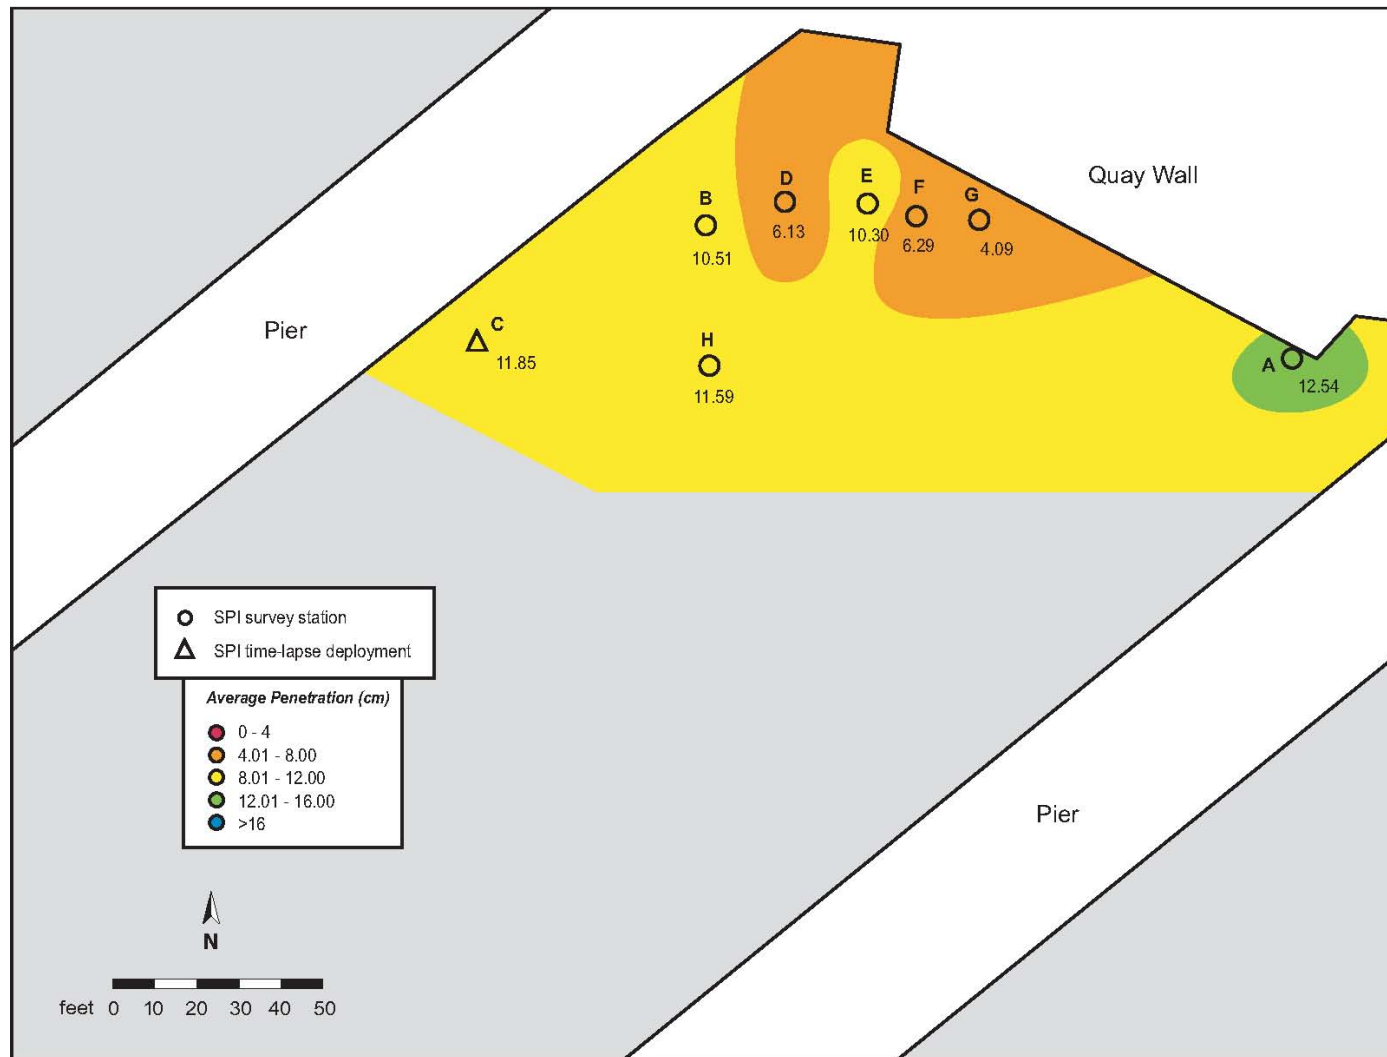 Quay Wall
D
E
F
G
B
6.13
10.30
6.29
4.09
10.51
Pier
C
11.85
H
11.59
A
12.54
SPI survey station
SPI time-lapse deployment
Average Penetration (cm)
0 - 4
4.01 - 8.00
8.01 - 12.00
12.01 - 16.00
>16
Pier
N
feet 0 10 20 30 40 50